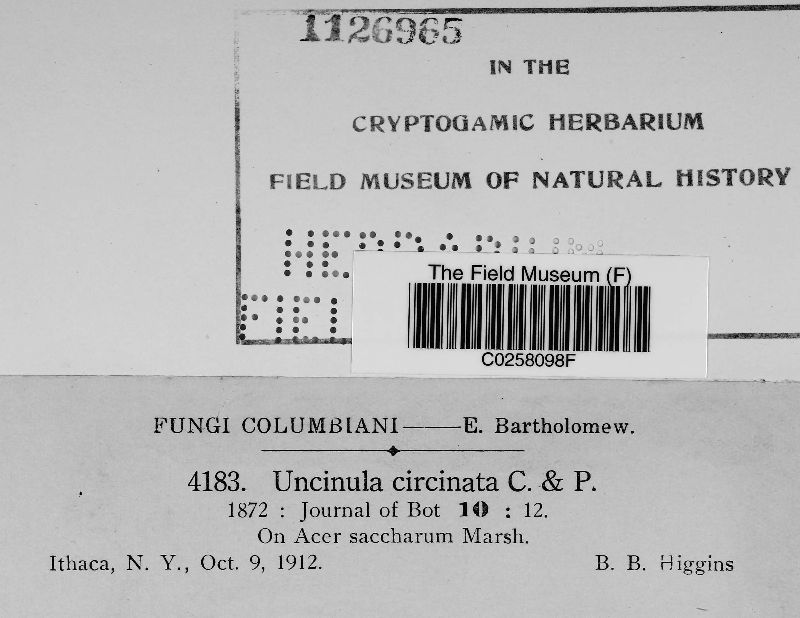 1126965
IN THE
CRYPTOGAMIC HERBARIUM
FIELD MUSEUM OF NATURAL HISTORY
The Field Museum (F)
C0258098F
FUNGI COLUMBIANI——E. Bartholomew.
4183. Uncinula circinata C. & P.
1872 : Journal of Bot 10 : 12.
On Acer saccharum Marsh.
Ithaca, N. Y., Oct. 9, 1912. B. B. Higgins